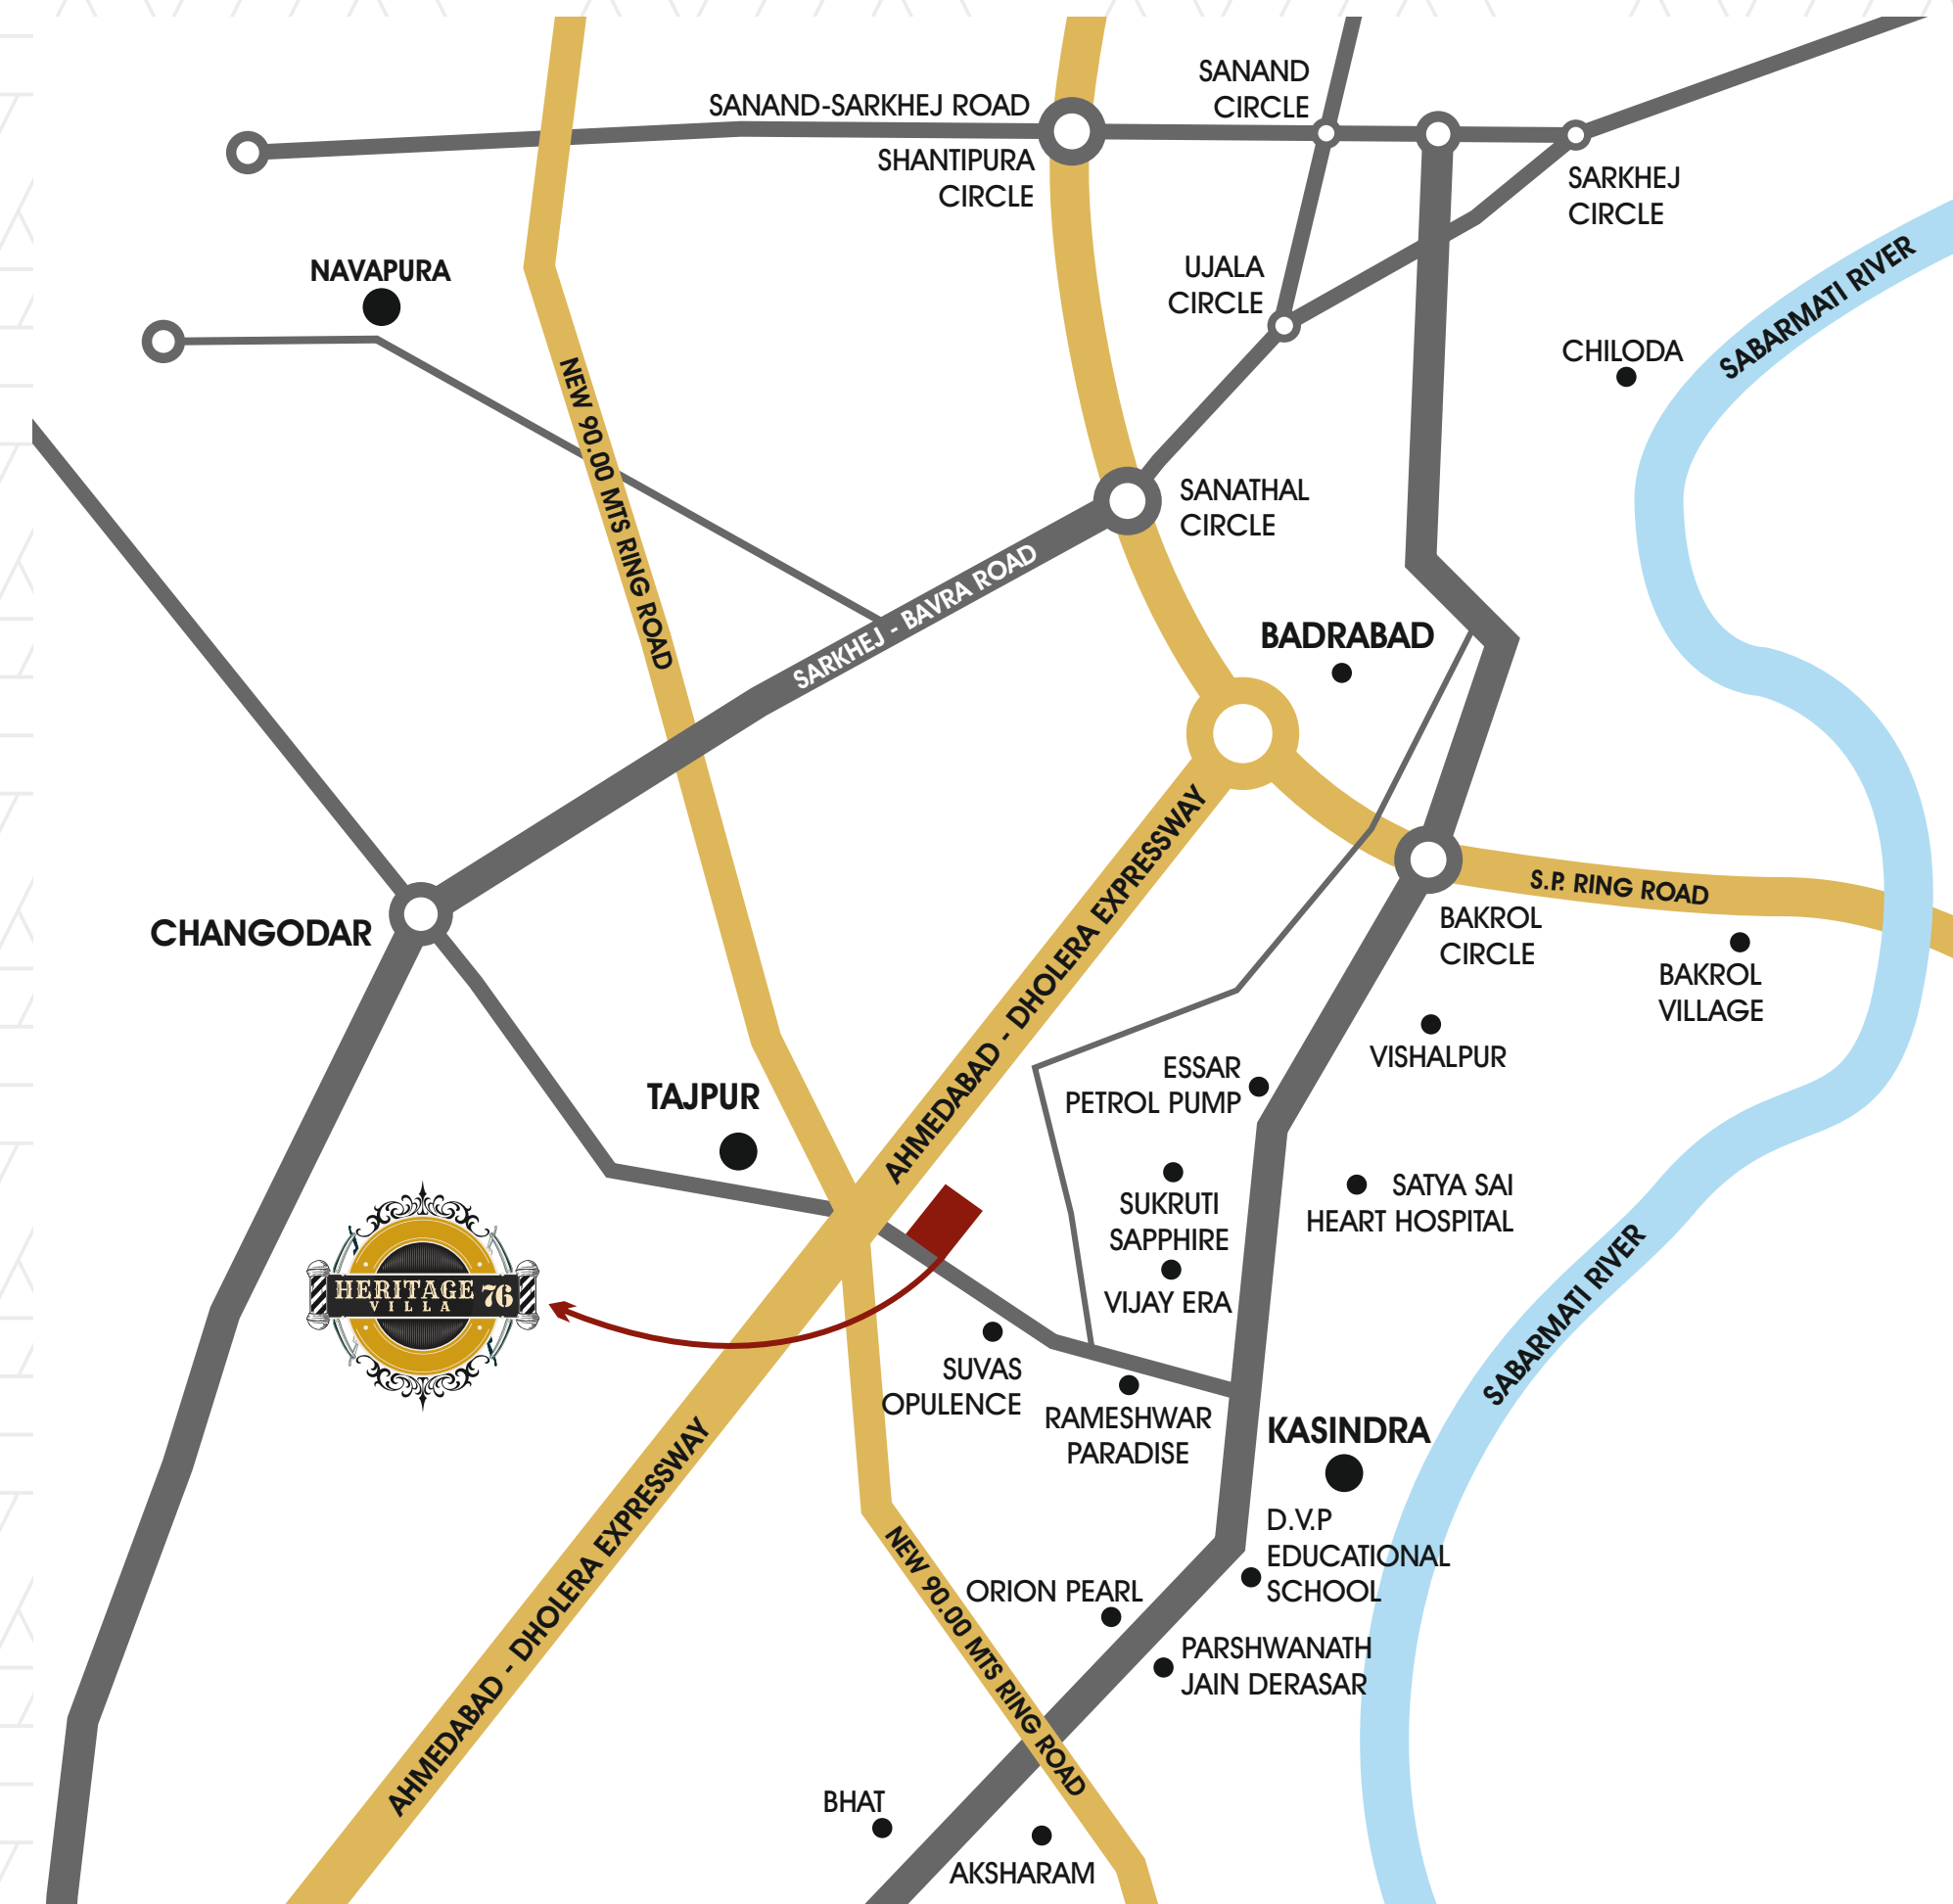 SANAND
CIRCLE
SANAND-SARKHEJ ROAD
SHANTIPURA
CIRCLE
SARKHEJ
CIRCLE
NAVAPURA
UJALA
CIRCLE
SABARMATI RIVER
CHILODA
NEW 90.00 MTS RING ROAD
SANATHAL
CIRCLE
SARKHEJ - BAVRA ROAD
BADRABAD
AHMEDABAD - DHOLERA EXPRESSWAY
S.P. RING ROAD
CHANGODAR
BAKROL
CIRCLE
BAKROL
VILLAGE
VISHALPUR
ESSAR
PETROL PUMP
TAJPUR
SUKRUTI
SAPPHIRE
SATYA SAI
HEART HOSPITAL
HERITAGE 76
VILLA
VIJAY ERA
SABARMATI RIVER
SUVAS
OPULENCE
RAMESHWAR
PARADISE
KASINDRA
AHMEDABAD - DHOLERA EXPRESSWAY
D.V.P
EDUCATIONAL
SCHOOL
NEW 90.00 MTS RING ROAD
ORION PEARL
PARSHWANATH
JAIN DERASAR
BHAT
AKSHARAM